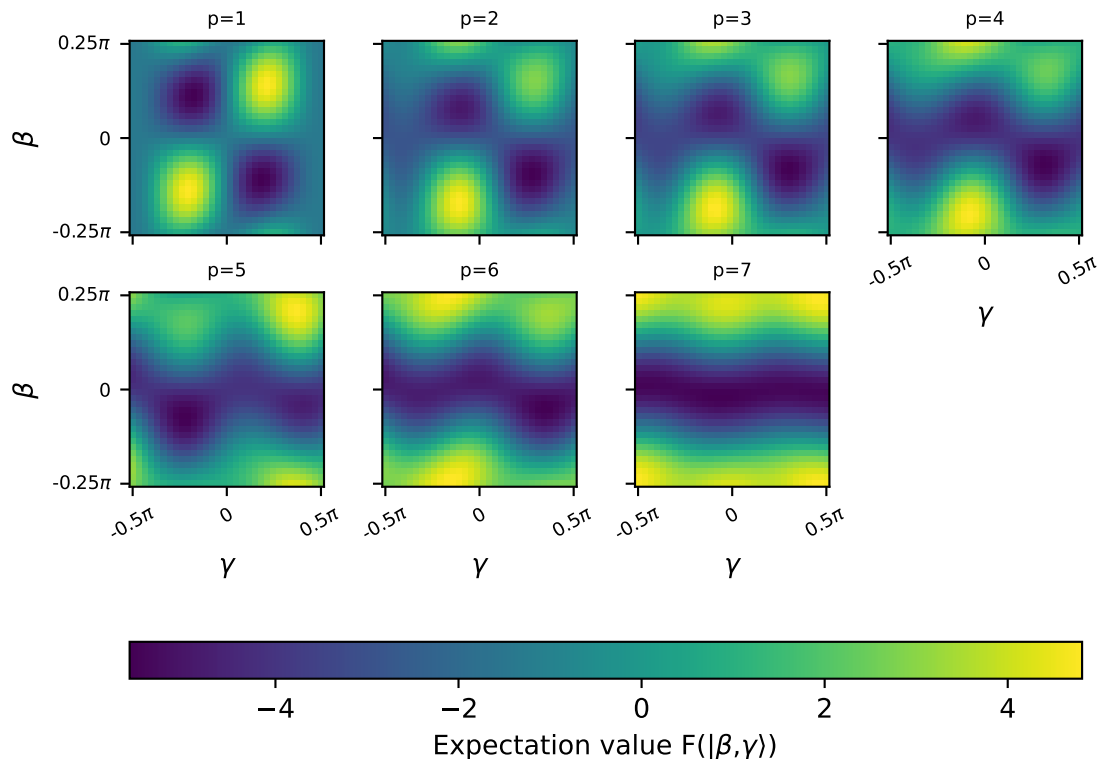 p=1
p=2
p=3
p=4
0.25π
0
-0.25π
β
p=5
p=6
p=7
-0.5π
0
0.5π
γ
0.25π
0
-0.25π
β
-0.5π
0
0.5π
γ
-0.5π
0
0.5π
γ
-0.5π
0
0.5π
γ
−4
−2
0
2
4
Expectation value F(|β,γ⟩)